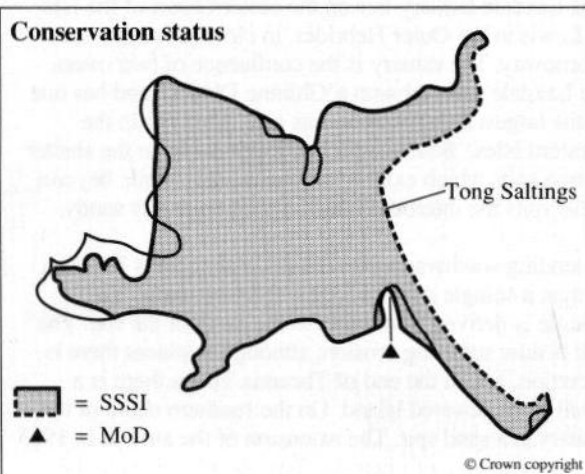 Conservation status
Tong Saltings
= SSSI
= MoD
© Crown copyright